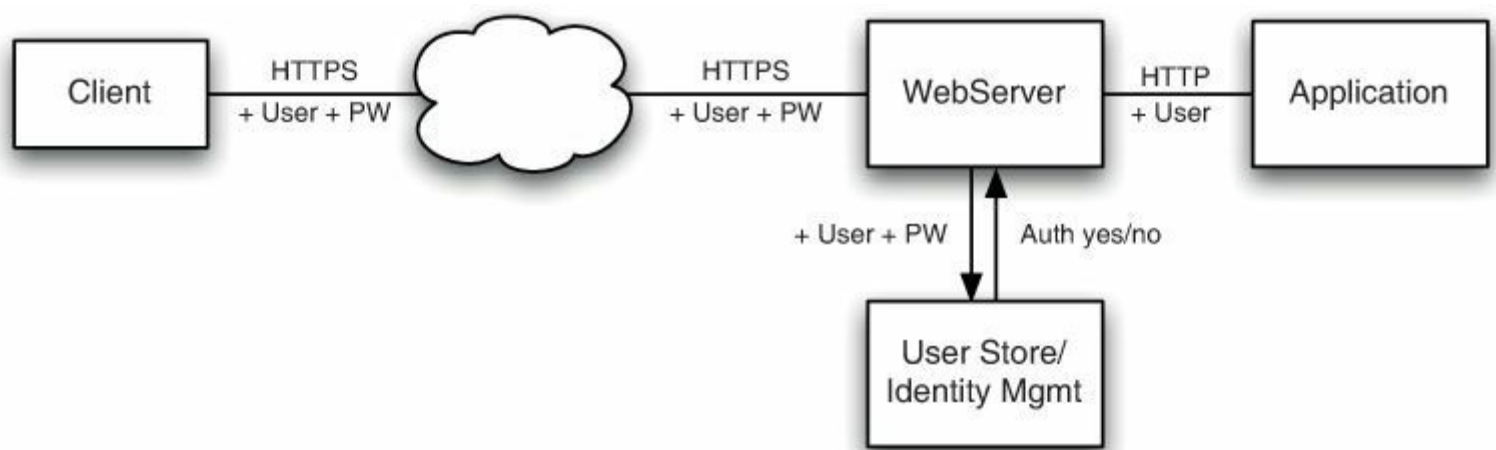 Client
HTTPS
+ User + PW
HTTPS
+ User + PW
WebServer
HTTP
+ User
Application
+ User + PW
Auth yes/no
User Store/
Identity Mgmt